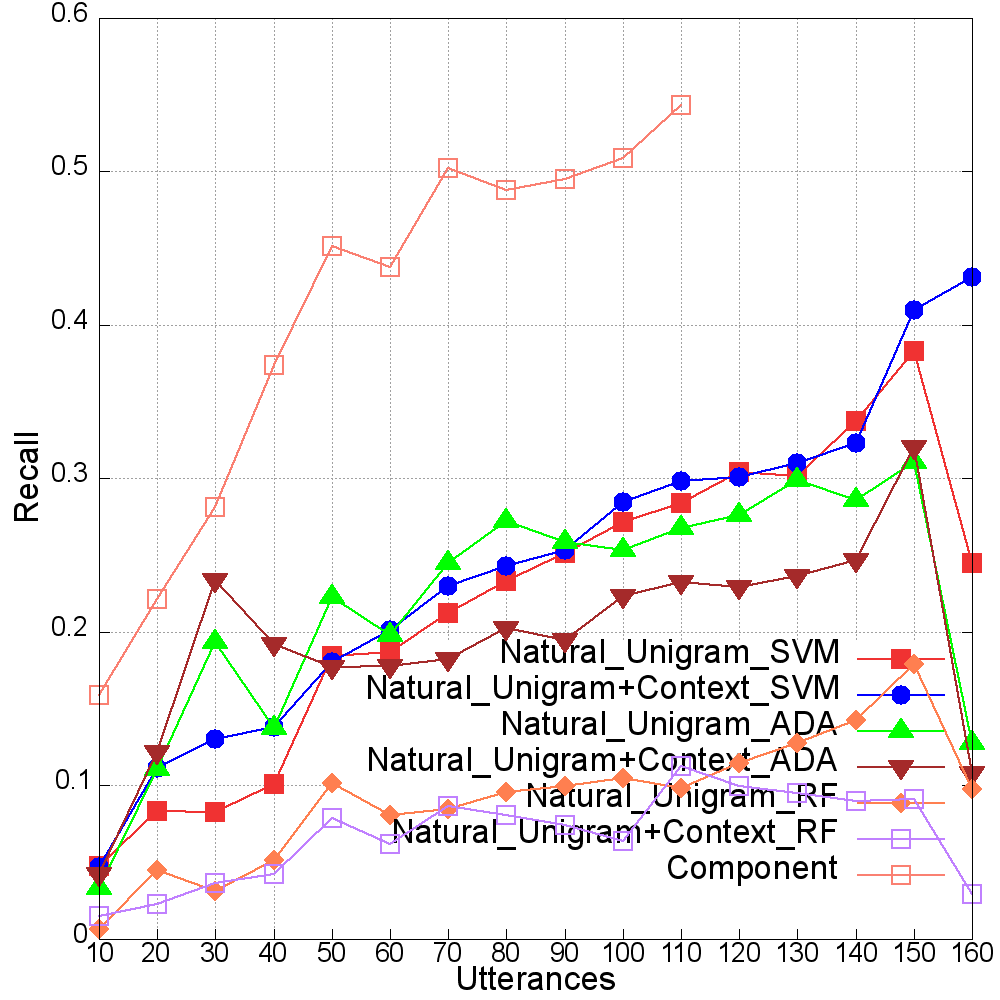 0.6
0.5
0.4
0.3
0.2
0.1
0
Recall
Natural_Unigram_SVM
Natural_Unigram+Context_SVM
Natural_Unigram_ADA
Natural_Unigram+Context_ADA
Natural_Unigram_RF
Natural_Unigram+Context_RF
Component
10 20 30 40 50 60 70 80 90 100 110 120 130 140 150 160
Utterances